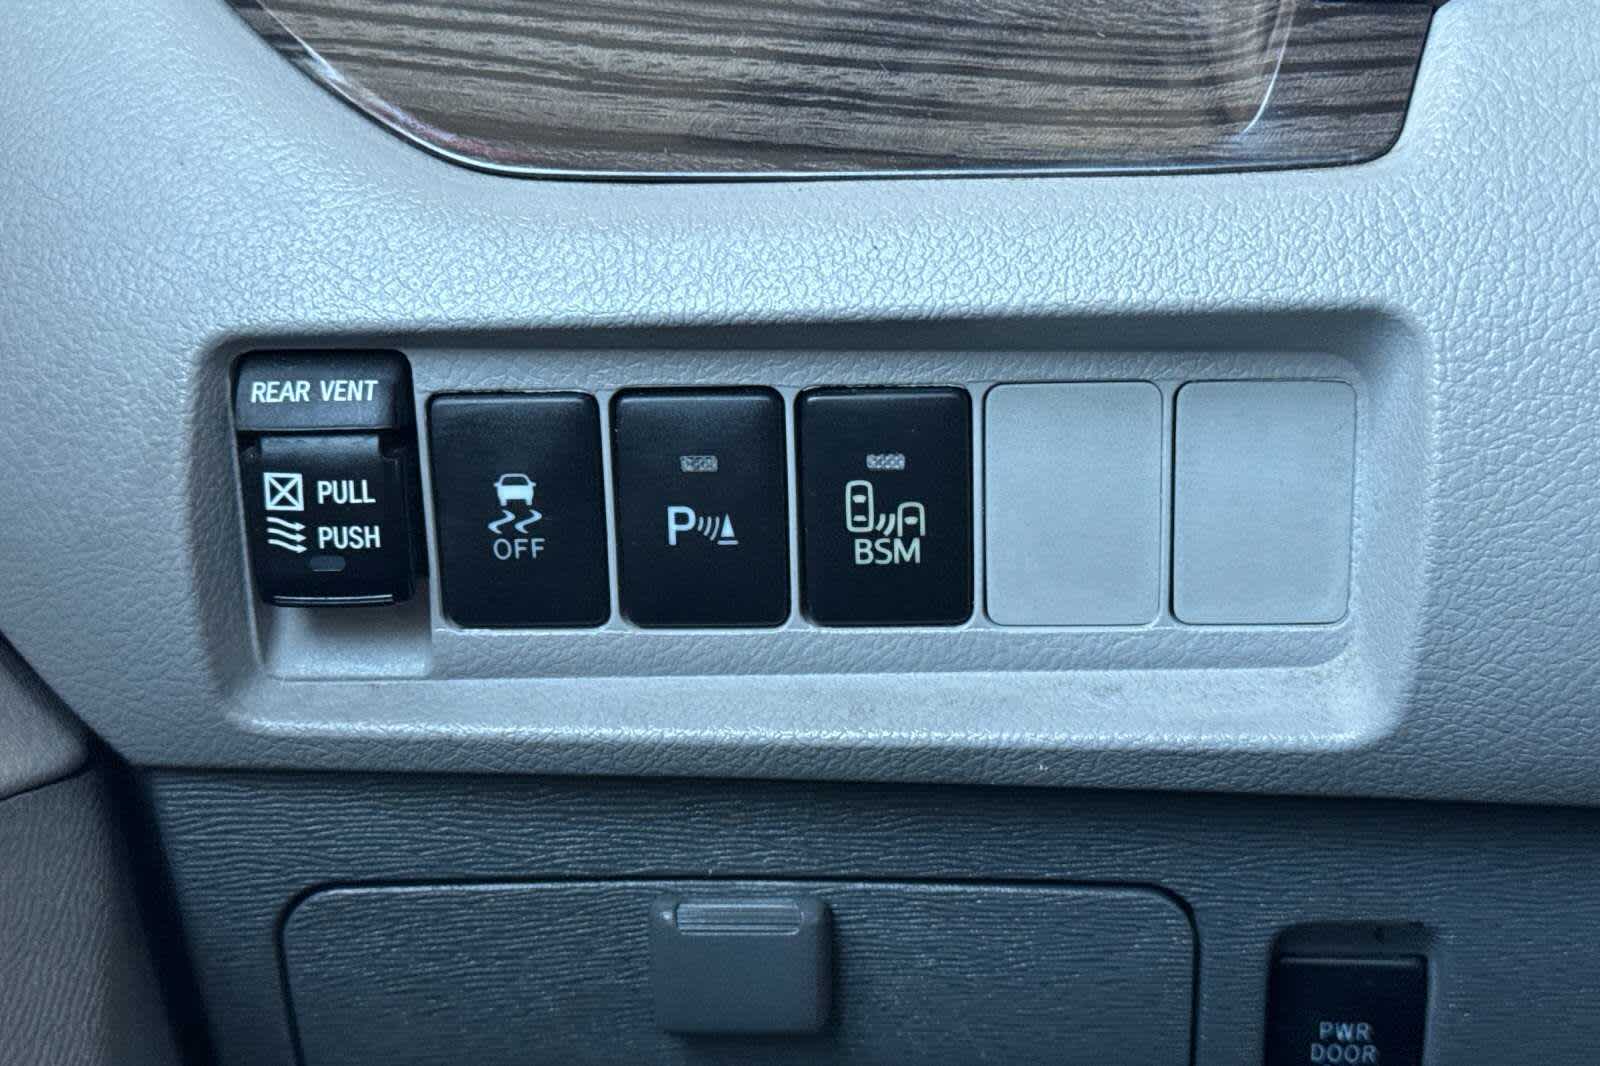 REAR VENT
PULL
PUSH
OFF
P
BSM
PWR
DOOR